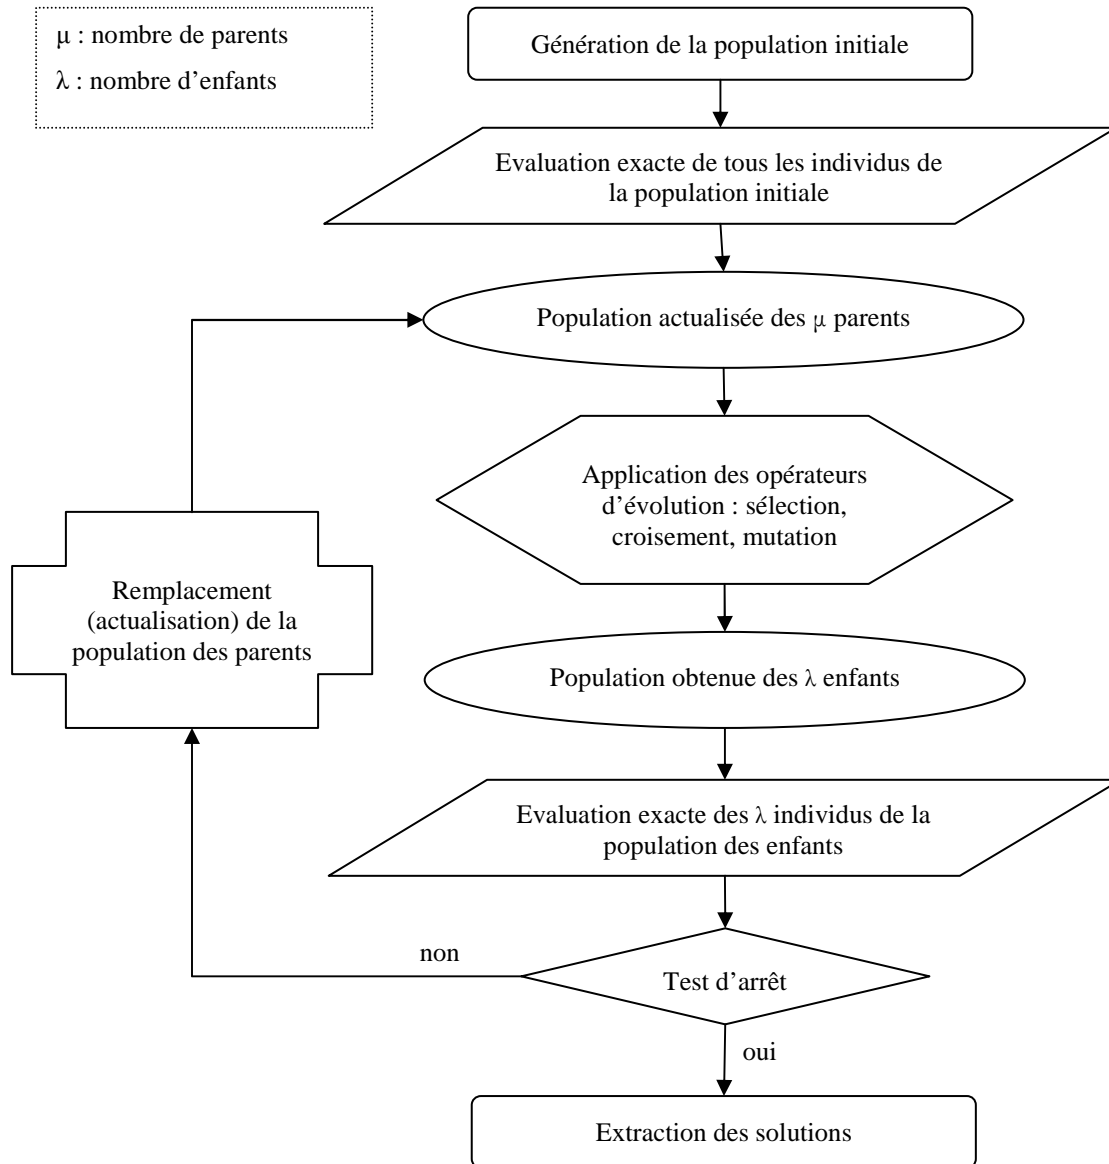 μ : nombre de parents
λ : nombre d’enfants
Génération de la population initiale
Evaluation exacte de tous les individus de
la population initiale
Population actualisée des μ parents
Application des opérateurs
d’évolution : sélection,
croisement, mutation
Remplacement
(actualisation) de la
population des parents
Population obtenue des λ enfants
Evaluation exacte des λ individus de la
population des enfants
non
Test d’arrêt
oui
Extraction des solutions